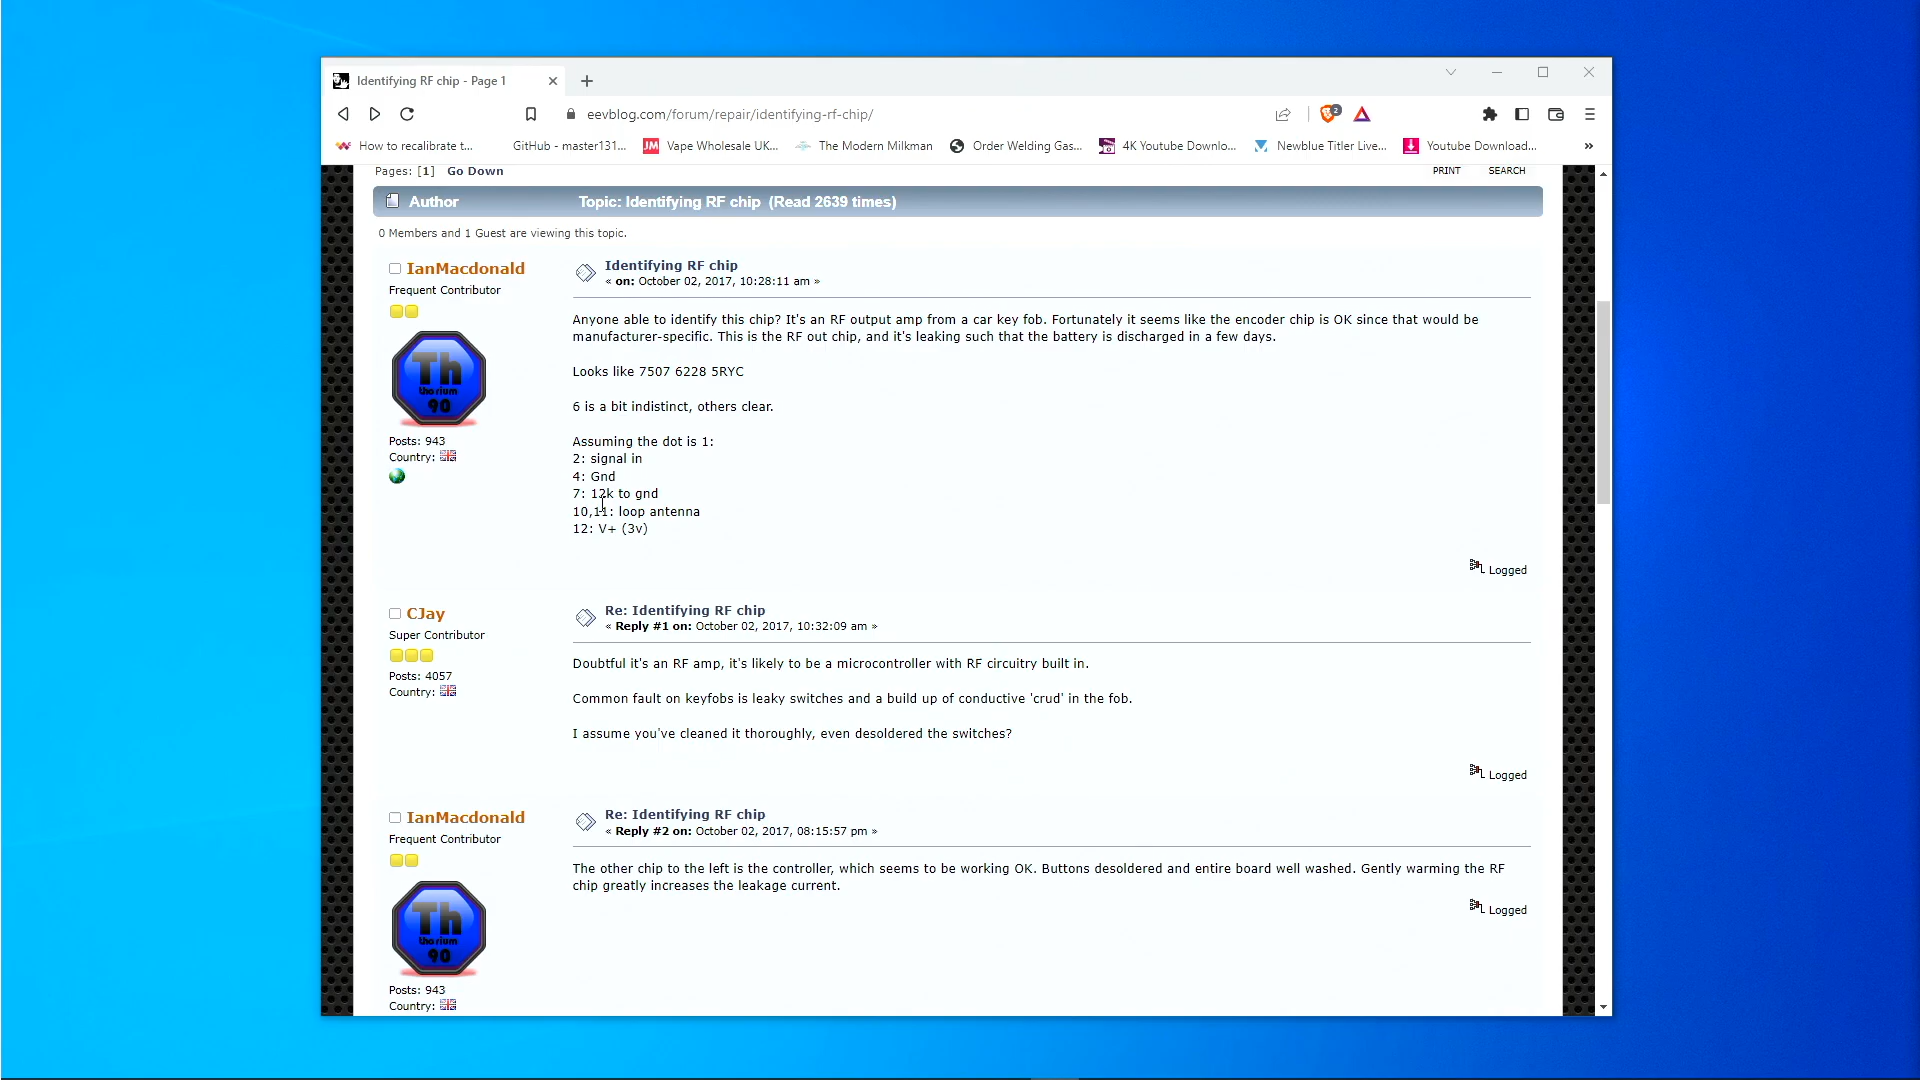 Identifying RF chip - Page 1
eevblog.com/forum/repair/identifying-rf-chip/
2
How to recalibrate t...
GitHub - master131...
JM
Vape Wholesale UK...
The Modern Milkman
Order Welding Gas...
4K Youtube Downlo...
Newblue Titler Live...
Youtube Download...
»
Pages: [1] Go Down
PRINT
SEARCH
Author
Topic: Identifying RF chip (Read 2639 times)
0 Members and 1 Guest are viewing this topic.
IanMacdonald
Frequent Contributor
Th
thorium
90
Posts: 943
Country:
Identifying RF chip
« on: October 02, 2017, 10:28:11 am »
Anyone able to identify this chip? It's an RF output amp from a car key fob. Fortunately it seems like the encoder chip is OK since that would be
manufacturer-specific. This is the RF out chip, and it's leaking such that the battery is discharged in a few days.
Looks like 7507 6228 5RYC
6 is a bit indistinct, others clear.
Assuming the dot is 1:
2: signal in
4: Gnd
7: 12k to gnd
10,11: loop antenna
12: V+ (3v)
Logged
CJay
Super Contributor
Posts: 4057
Country:
Re: Identifying RF chip
« Reply #1 on: October 02, 2017, 10:32:09 am »
Doubtful it's an RF amp, it's likely to be a microcontroller with RF circuitry built in.
Common fault on keyfobs is leaky switches and a build up of conductive 'crud' in the fob.
I assume you've cleaned it thoroughly, even desoldered the switches?
Logged
IanMacdonald
Frequent Contributor
Th
thorium
90
Posts: 943
Country:
Re: Identifying RF chip
« Reply #2 on: October 02, 2017, 08:15:57 pm »
The other chip to the left is the controller, which seems to be working OK. Buttons desoldered and entire board well washed. Gently warming the RF
chip greatly increases the leakage current.
Logged